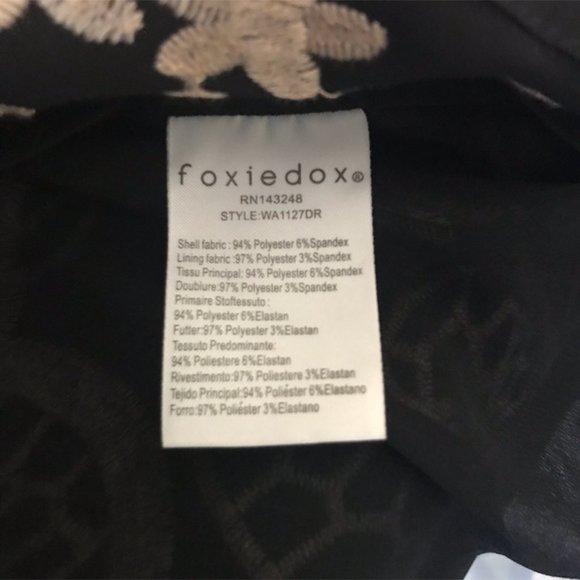 foxiedox®
RN143248
STYLE:WA1127DR
Shell fabric : 94% Polyester 6%Spandex
Lining fabric :97% Polyester 3%Spandex
Tissu Principal: 94% Polyester 6%Spandex
Doublure:97% Polyester 3%Spandex
Primaire Stoftessuto :
94% Polyester 6%Elastan
Futter:97% Polyester 3%Elastan
Tessuto Predominante:
94% Poliestere 6%Elastan
Rivestimento:97% Poliestere 3%Elastan
Tejido Principal:94% Poliéster 6%Elastano
Forro:97% Poliéster 3%Elastano